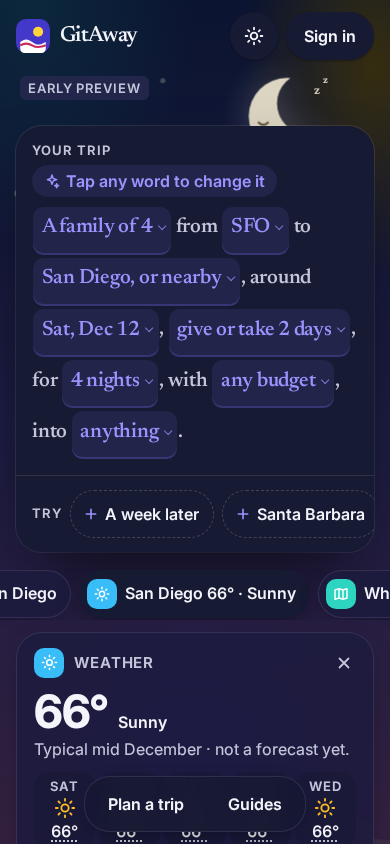 GitAway
Sign in
EARLY PREVIEW
z z
YOUR TRIP
Tap any word to change it
A family of 4 from SFO to
San Diego, or nearby, around
Sat, Dec 12, give or take 2 days,
for 4 nights, with any budget,
into anything.
TRY + A week later + Santa Barbara
n Diego San Diego 66° · Sunny Wh
WEATHER
66° Sunny
Typical mid December · not a forecast yet.
SAT WED
Plan a trip Guides
66° 66° 66° 66° 66°